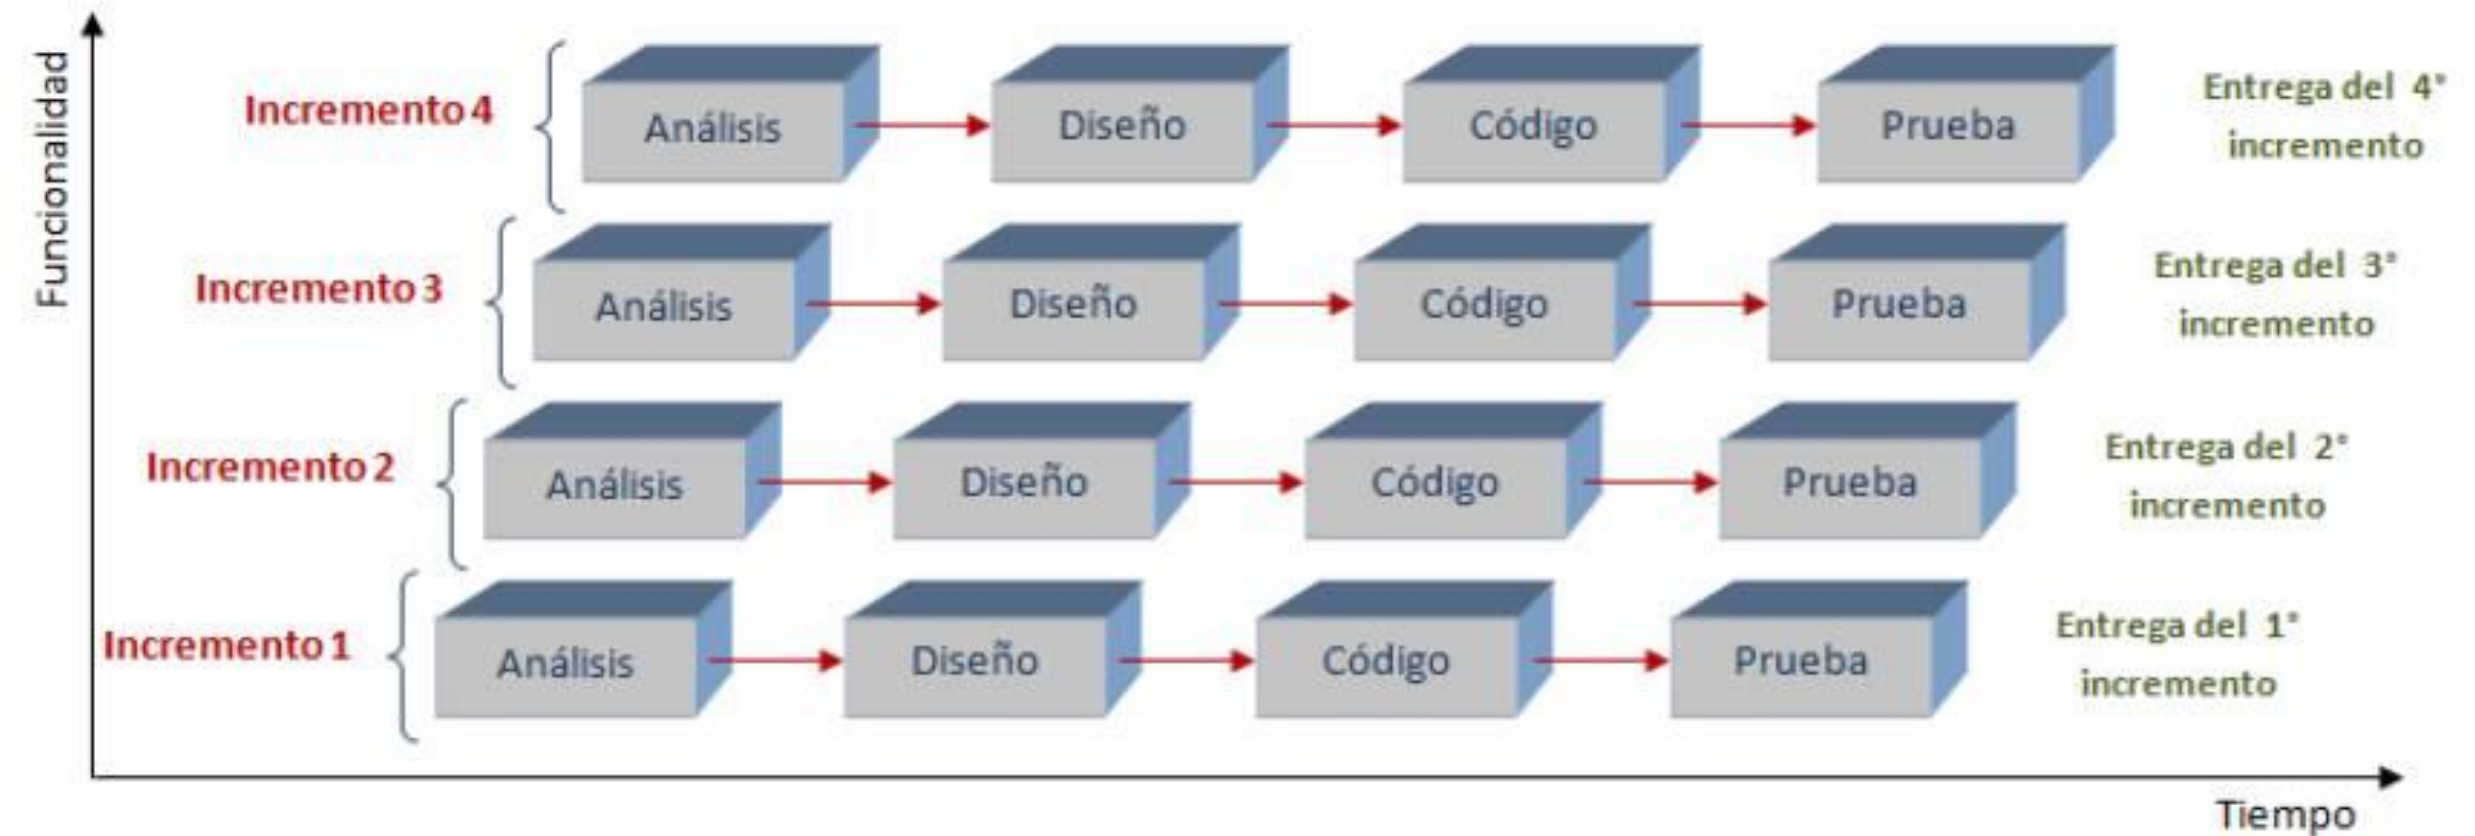 Funcionalidad
Incremento 4
Análisis
Diseño
Código
Prueba
Entrega del 4°
incremento
Incremento 3
Análisis
Diseño
Código
Prueba
Entrega del 3°
incremento
Incremento 2
Análisis
Diseño
Código
Prueba
Entrega del 2°
incremento
Incremento 1
Análisis
Diseño
Código
Prueba
Entrega del 1°
incremento
Tiempo